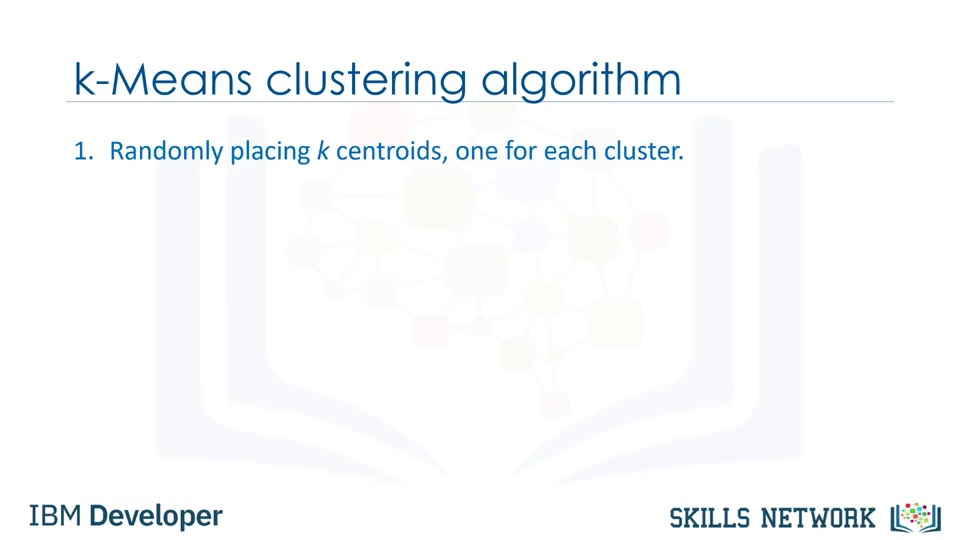 k-Means clustering algorithm
1. Randomly placing k centroids, one for each cluster.
IBM Developer
SKILLS NETWORK